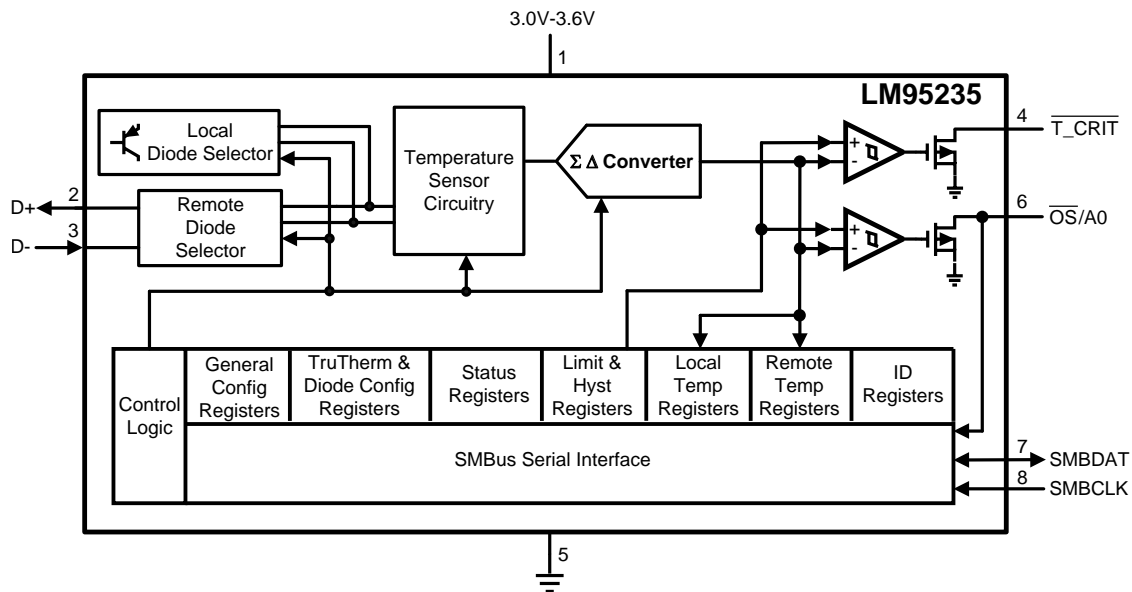 3.0V-3.6V
1
LM95235
Local
Diode Selector
Temperature
Sensor
Circuitry
Σ Δ Converter
+
-
4
T_CRIT
D+
2
D-
3
Remote
Diode
Selector
+
-
6
OS/A0
Control
Logic
General
Config
Registers
TruTherm &
Diode Config
Registers
Status
Registers
Limit &
Hyst
Registers
Local
Temp
Registers
Remote
Temp
Registers
ID
Registers
SMBus Serial Interface
7
SMBDAT
8
SMBCLK
5